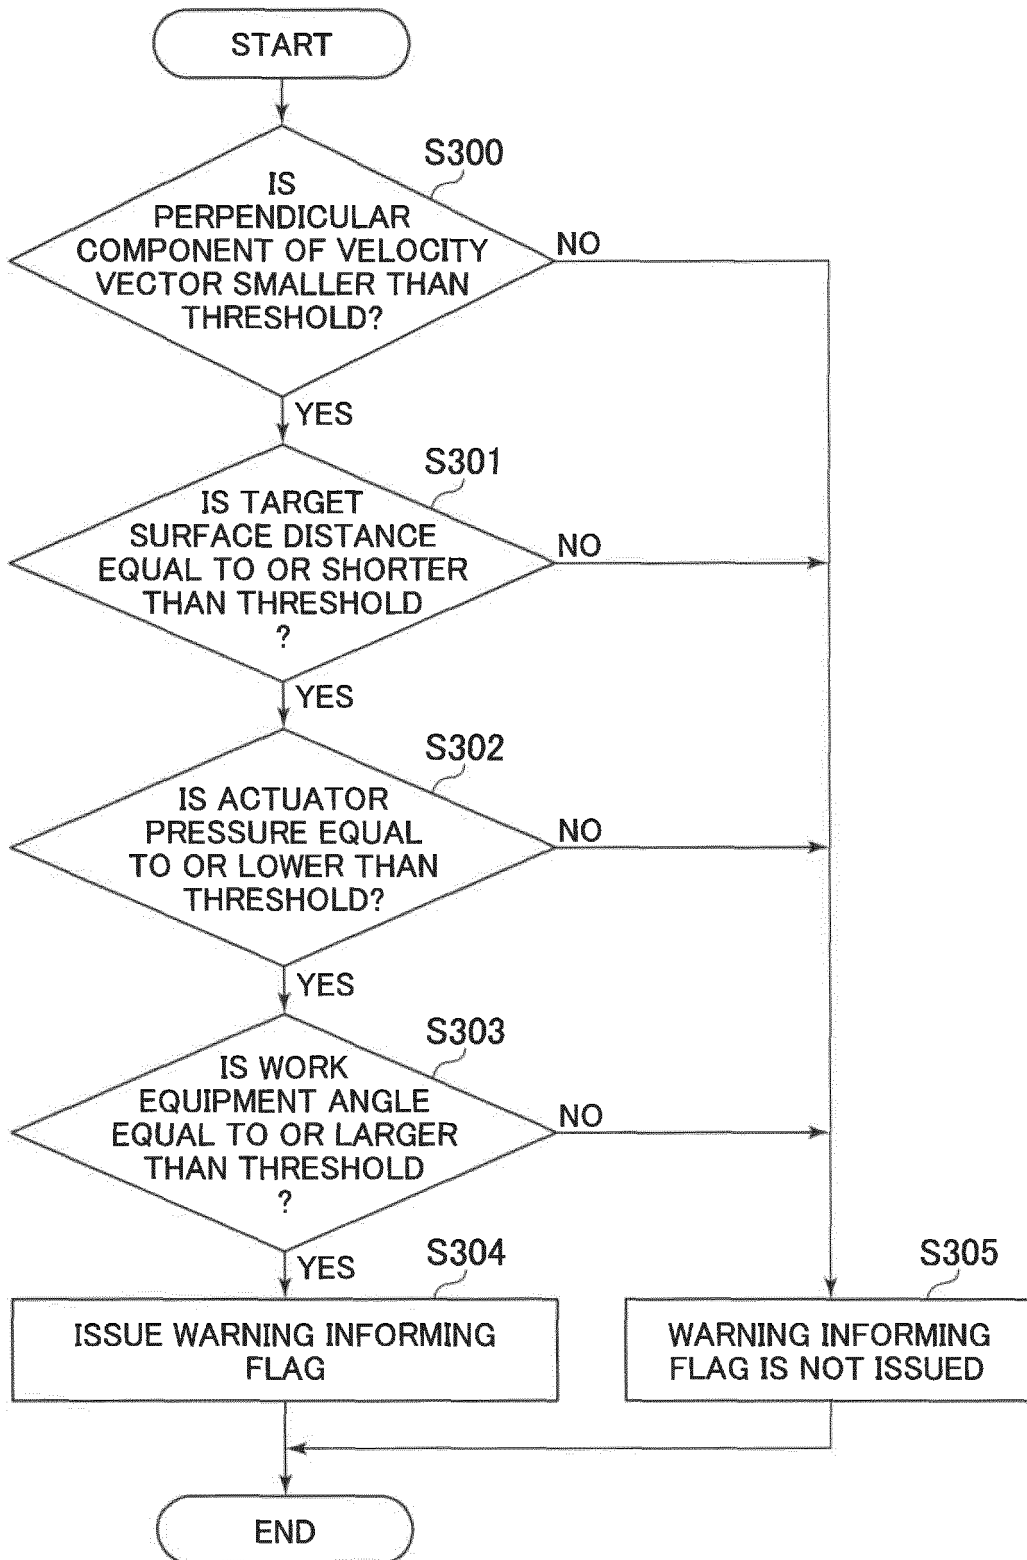 START
S300
IS
PERPENDICULAR
COMPONENT OF VELOCITY
VECTOR SMALLER THAN
THRESHOLD?
NO
YES
S301
IS TARGET
SURFACE DISTANCE
EQUAL TO OR SHORTER
THAN THRESHOLD
?
NO
YES
S302
IS ACTUATOR
PRESSURE EQUAL
TO OR LOWER THAN
THRESHOLD?
NO
YES
S303
IS WORK
EQUIPMENT ANGLE
EQUAL TO OR LARGER
THAN THRESHOLD
?
NO
YES
S304
ISSUE WARNING INFORMING
FLAG
S305
WARNING INFORMING
FLAG IS NOT ISSUED
END